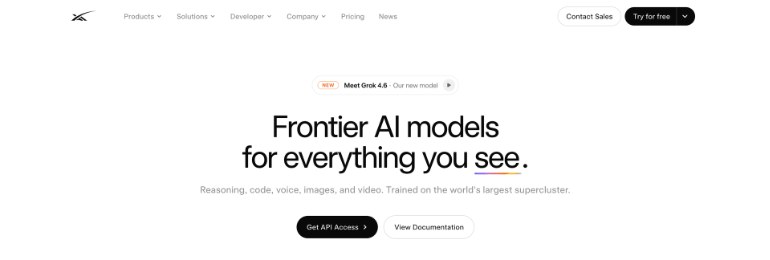 Products Solutions Developer Company Pricing News Contact Sales Try for free
NEW Meet Grok 4.6 - Our new model
Frontier AI models
for everything you see.
Reasoning, code, voice, images, and video. Trained on the world's largest supercluster.
Get API Access View Documentation